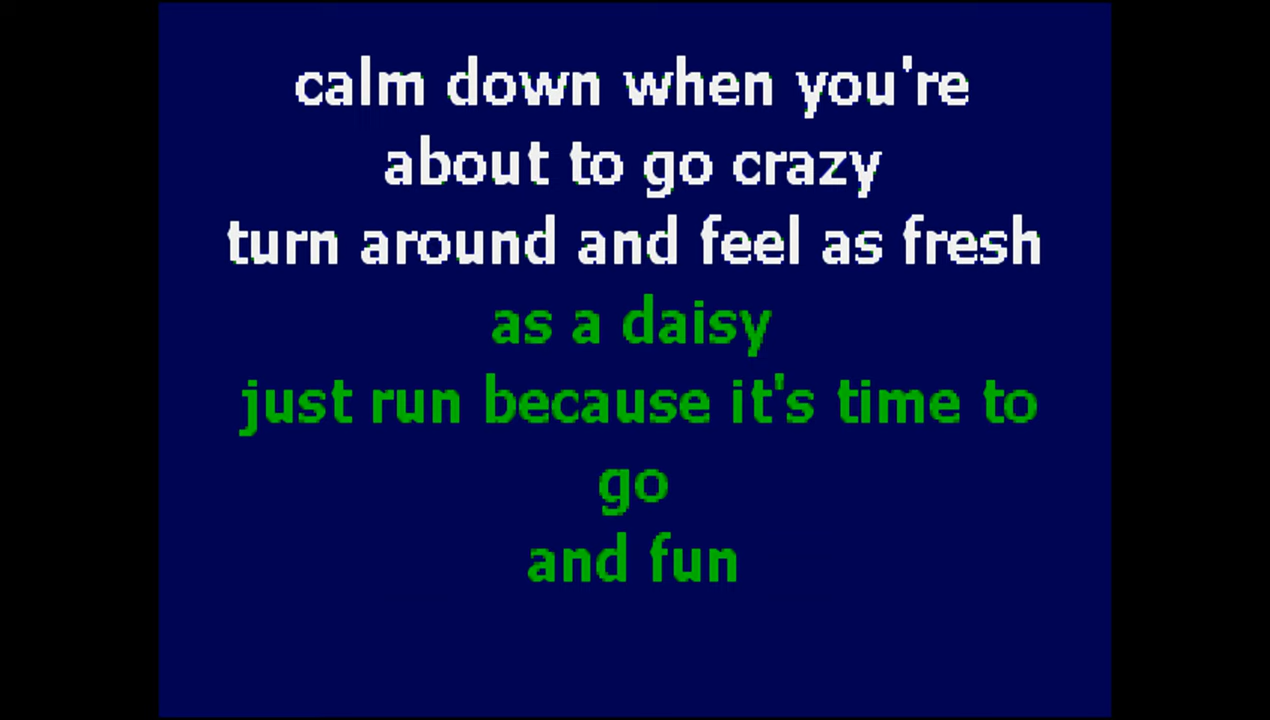 calm down when you're
about to go crazy
turn around and feel as fresh
as a daisy
just run because it's time to
go
and fun